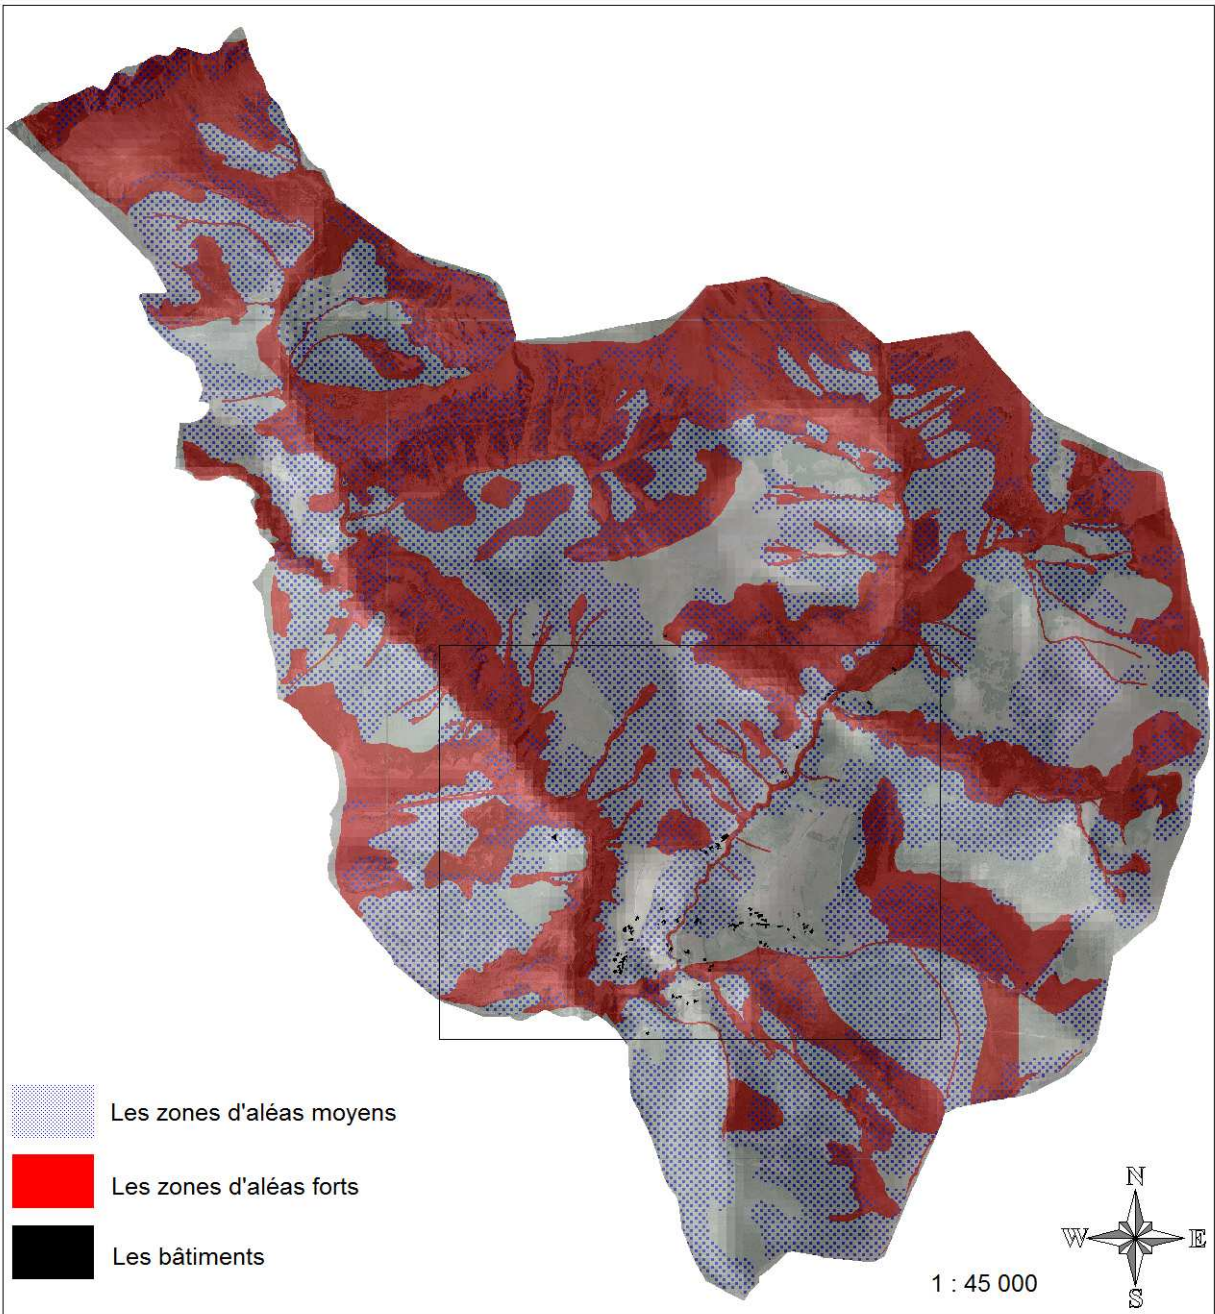 Les zones d'aléas moyens
Les zones d'aléas forts
Les bâtiments
1 : 45 000
N
W
E
S